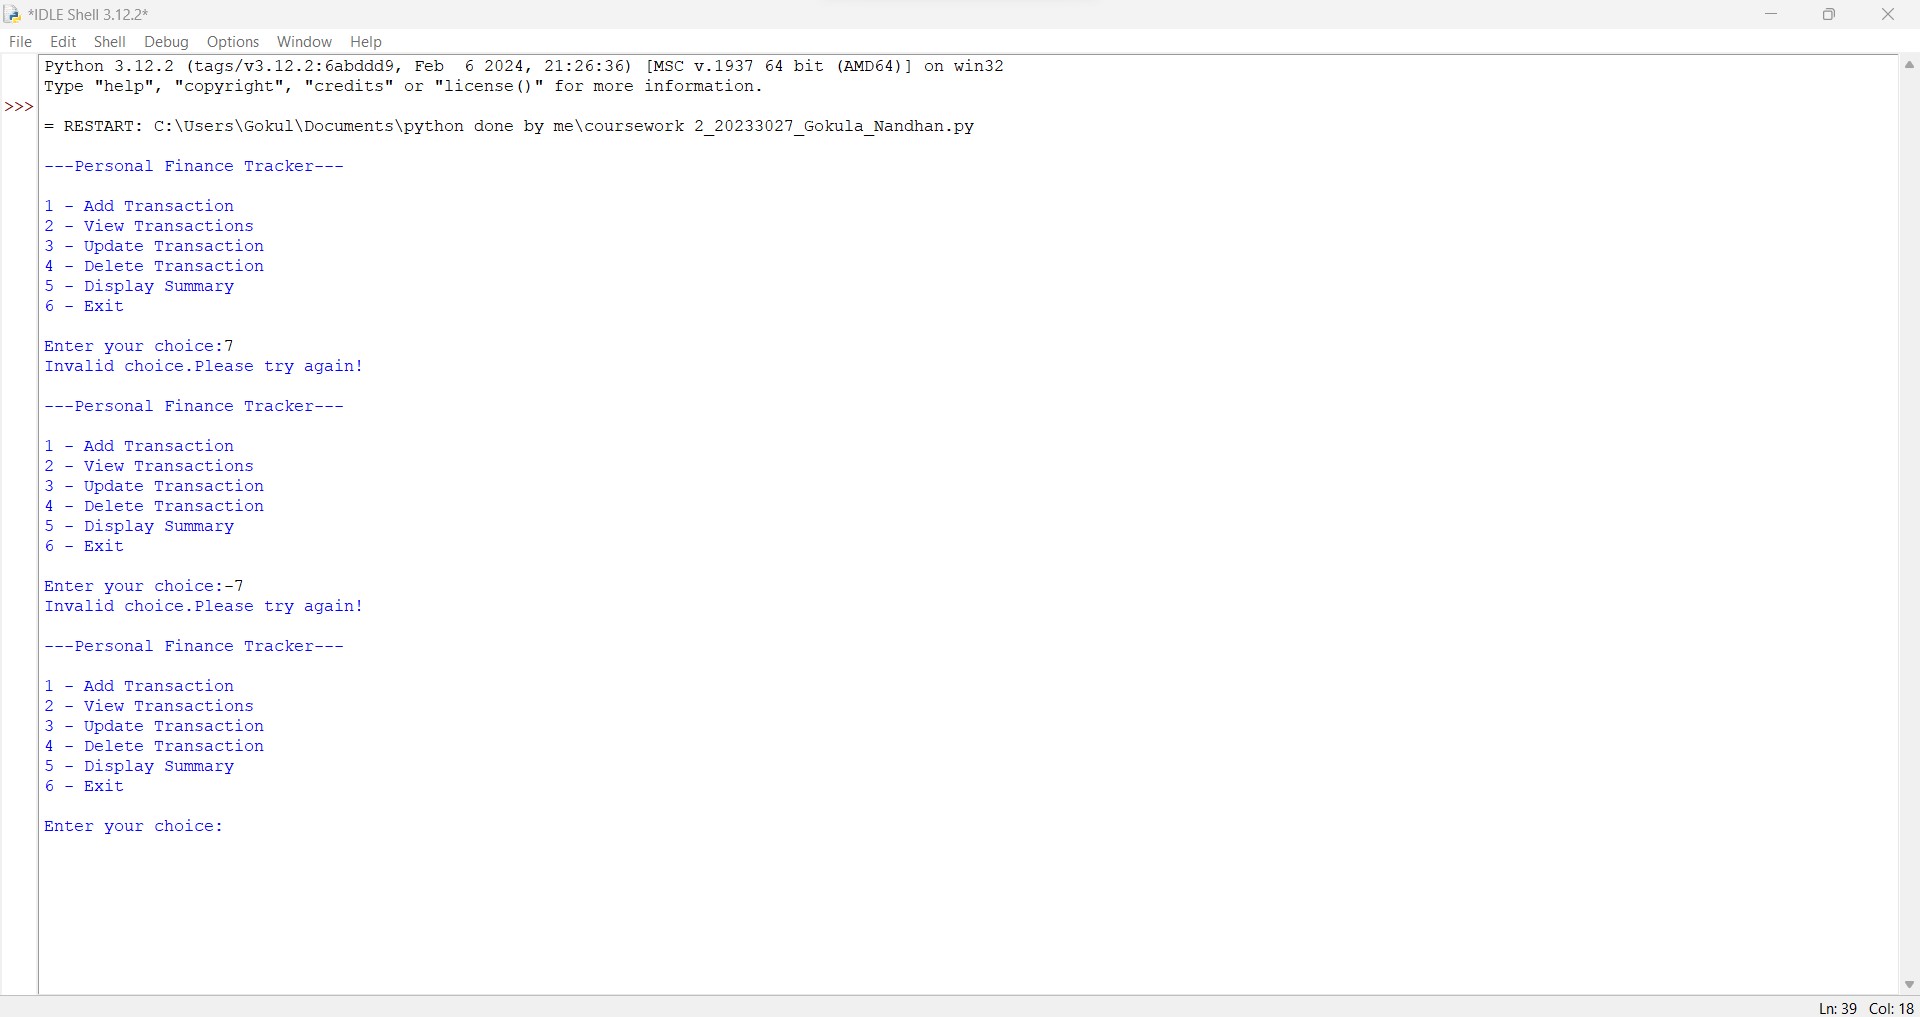 *IDLE Shell 3.12.2*
File Edit Shell Debug Options Window Help
Python 3.12.2 (tags/v3.12.2:6abddd9, Feb  6 2024, 21:26:36) [MSC v.1937 64 bit (AMD64)] on win32
Type "help", "copyright", "credits" or "license()" for more information.
>>>
= RESTART: C:\Users\Gokul\Documents\python done by me\coursework 2_20233027_Gokula_Nandhan.py
---Personal Finance Tracker---
1 - Add Transaction
2 - View Transactions
3 - Update Transaction
4 - Delete Transaction
5 - Display Summary
6 - Exit
Enter your choice:7
Invalid choice.Please try again!
---Personal Finance Tracker---
1 - Add Transaction
2 - View Transactions
3 - Update Transaction
4 - Delete Transaction
5 - Display Summary
6 - Exit
Enter your choice:-7
Invalid choice.Please try again!
---Personal Finance Tracker---
1 - Add Transaction
2 - View Transactions
3 - Update Transaction
4 - Delete Transaction
5 - Display Summary
6 - Exit
Enter your choice:
Ln: 39 Col: 18